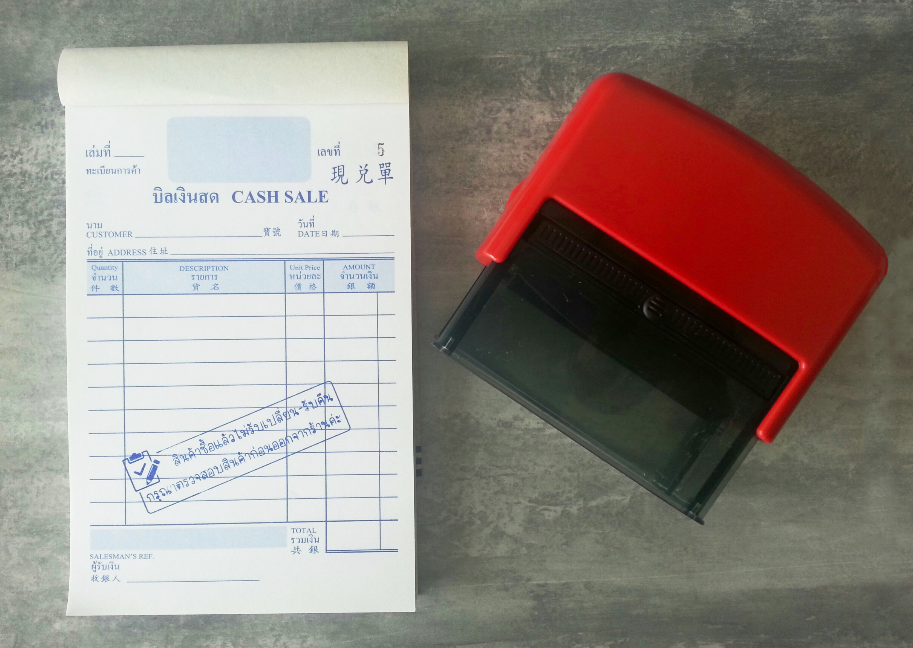 เล่มที่
เลขที่ 5
ทะเบียนการค้า
現兌單
บิลเงินสด CASH SALE
นาม
CUSTOMER 寶號
วันที่
DATE日期
ที่อยู่ ADDRESS 住址
Quantity
จำนวน
件 數
DESCRIPTION
รายการ
貨 名
Unit Price
หน่วยละ
價 格
AMOUNT
จำนวนเงิน
銀 額
สินค้าซื้อแล้วไม่รับเปลี่ยน-รับคืน
กรุณาตรวจสอบสินค้าก่อนออกจากร้านค่ะ
TOTAL
รวมเงิน
共 銀
SALESMAN'S REF.
ผู้รับเงิน
收銀人